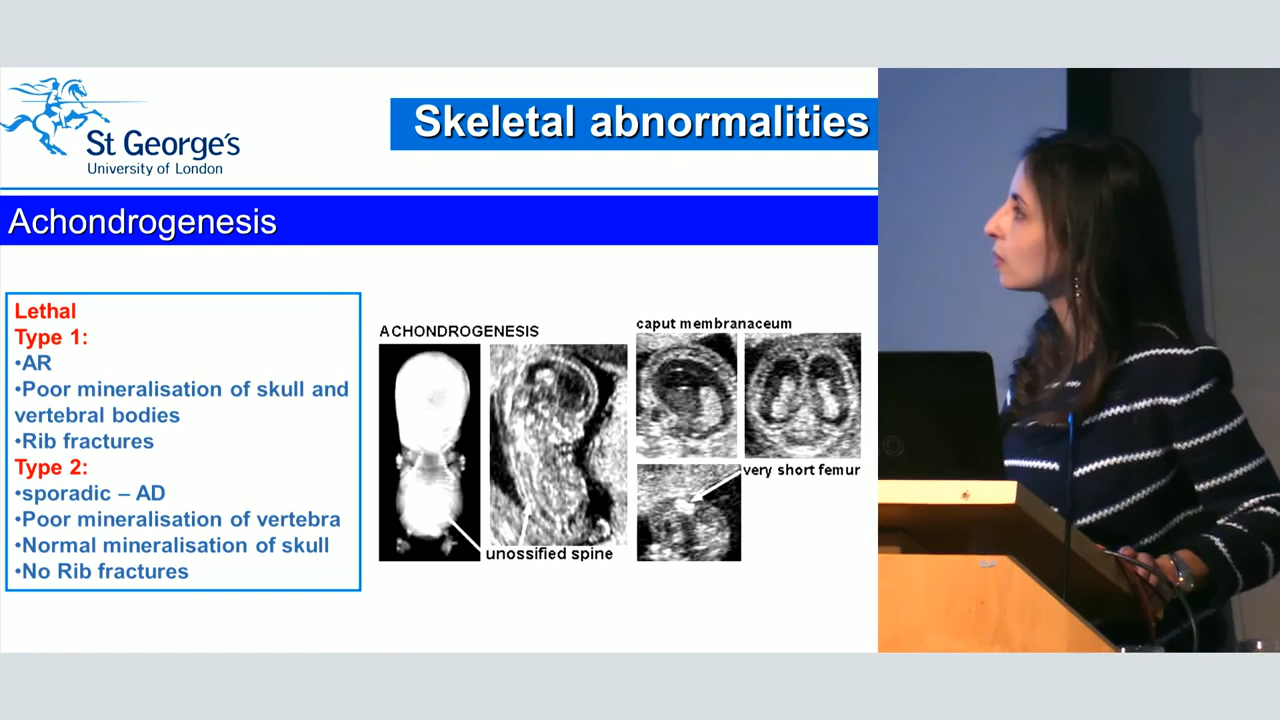 St George's
University of London
Skeletal abnormalities
Achondrogenesis
Lethal
Type 1:
•AR
•Poor mineralisation of skull and
vertebral bodies
•Rib fractures
Type 2:
•sporadic – AD
•Poor mineralisation of vertebra
•Normal mineralisation of skull
•No Rib fractures
ACHONDROGENESIS
unossified spine
caput membranaceum
very short femur